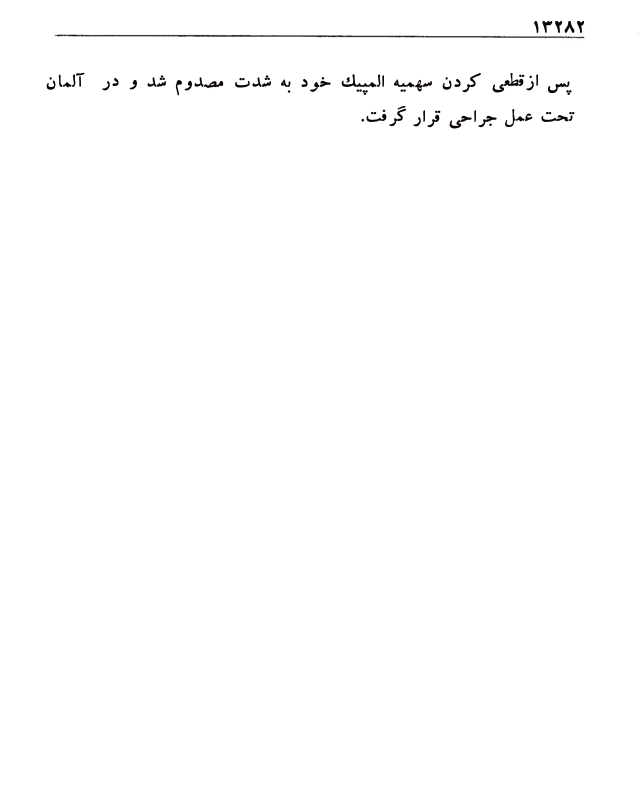 ۱۳۲۸۲
پس ازقطعی کردن سهمیه المپیك خود به شدت مصدوم شد و در آلمان
تحت عمل جراحی قرار گرفت.